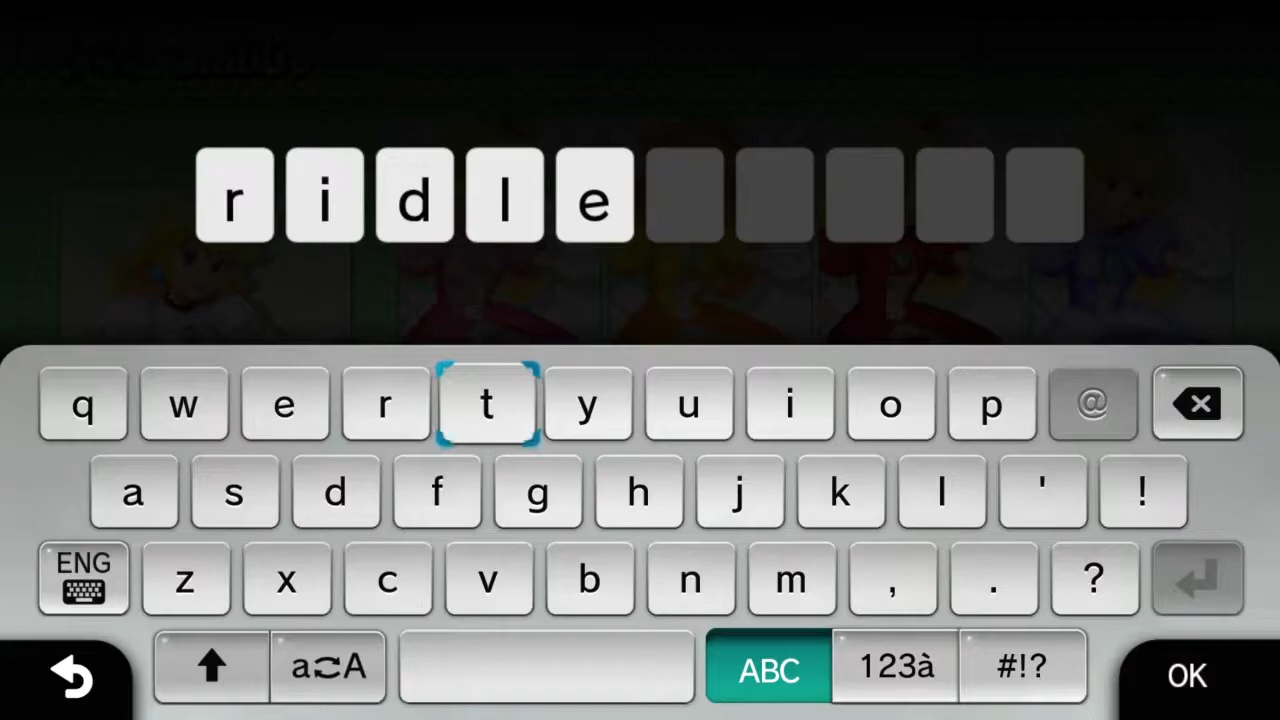 ridle
q w e r t y u i o p @
a s d f g h j k l ' !
ENG z x c v b n m , . ?
a A ABC 123à #!? OK